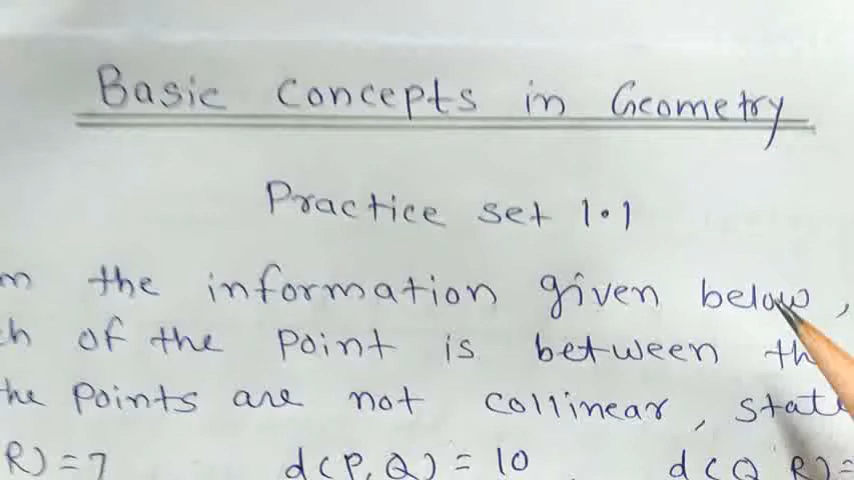 Basic Concepts in Geometry
Practice set 1.1
the information given below,
of the point is between
the points are not collinear, state
R) = 7 d(P, Q) = 10 d(Q R) =